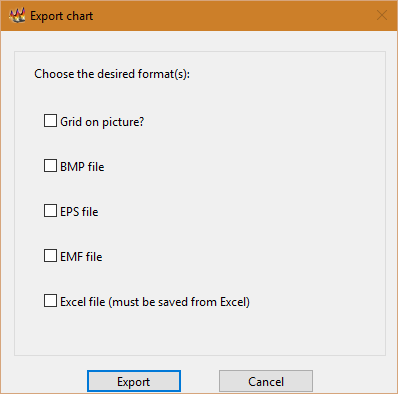 Export chart
Choose the desired format(s):
Grid on picture?
BMP file
EPS file
EMF file
Excel file (must be saved from Excel)
Export
Cancel